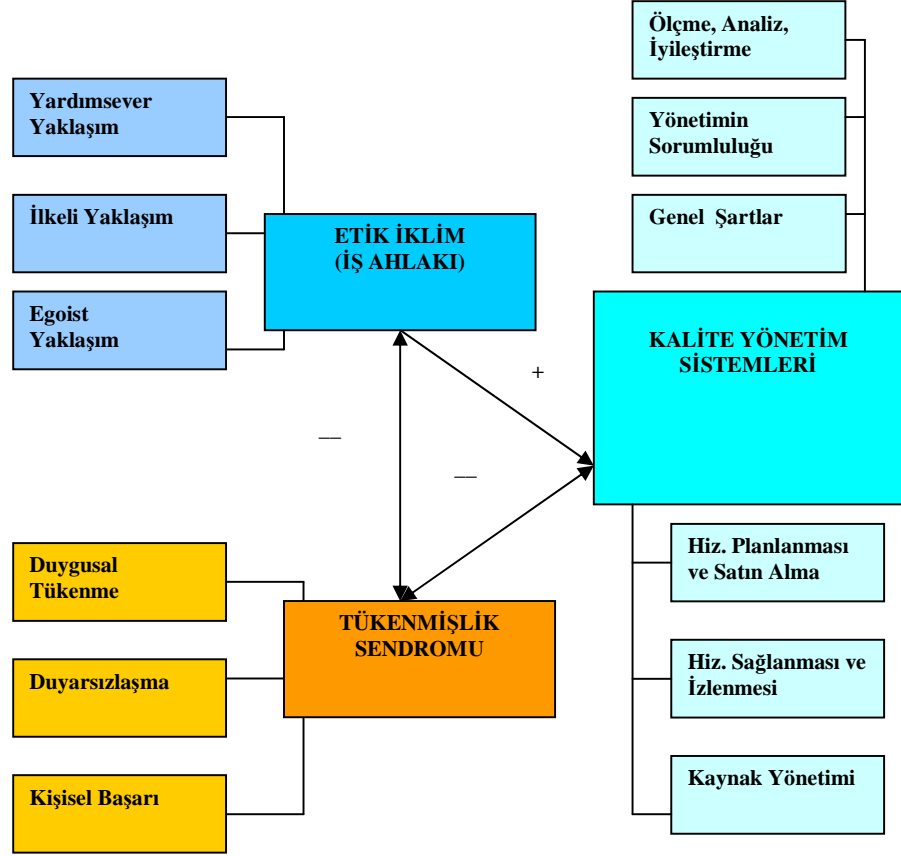 Ölçme, Analiz,
İyileştirme
Yardımsever
Yaklaşım
Yönetimin
Sorumluluğu
İlkeli Yaklaşım
Genel Şartlar
ETİK İKLİM
(İŞ AHLAKI)
Egoist
Yaklaşım
KALİTE YÖNETİM
SİSTEMLERİ
+
—
—
Hiz. Planlanması
ve Satın Alma
Duygusal
Tükenme
TÜKENMİŞLİK
SENDROMU
Hiz. Sağlanması ve
İzlenmesi
Duyarsızlaşma
Kaynak Yönetimi
Kişisel Başarı